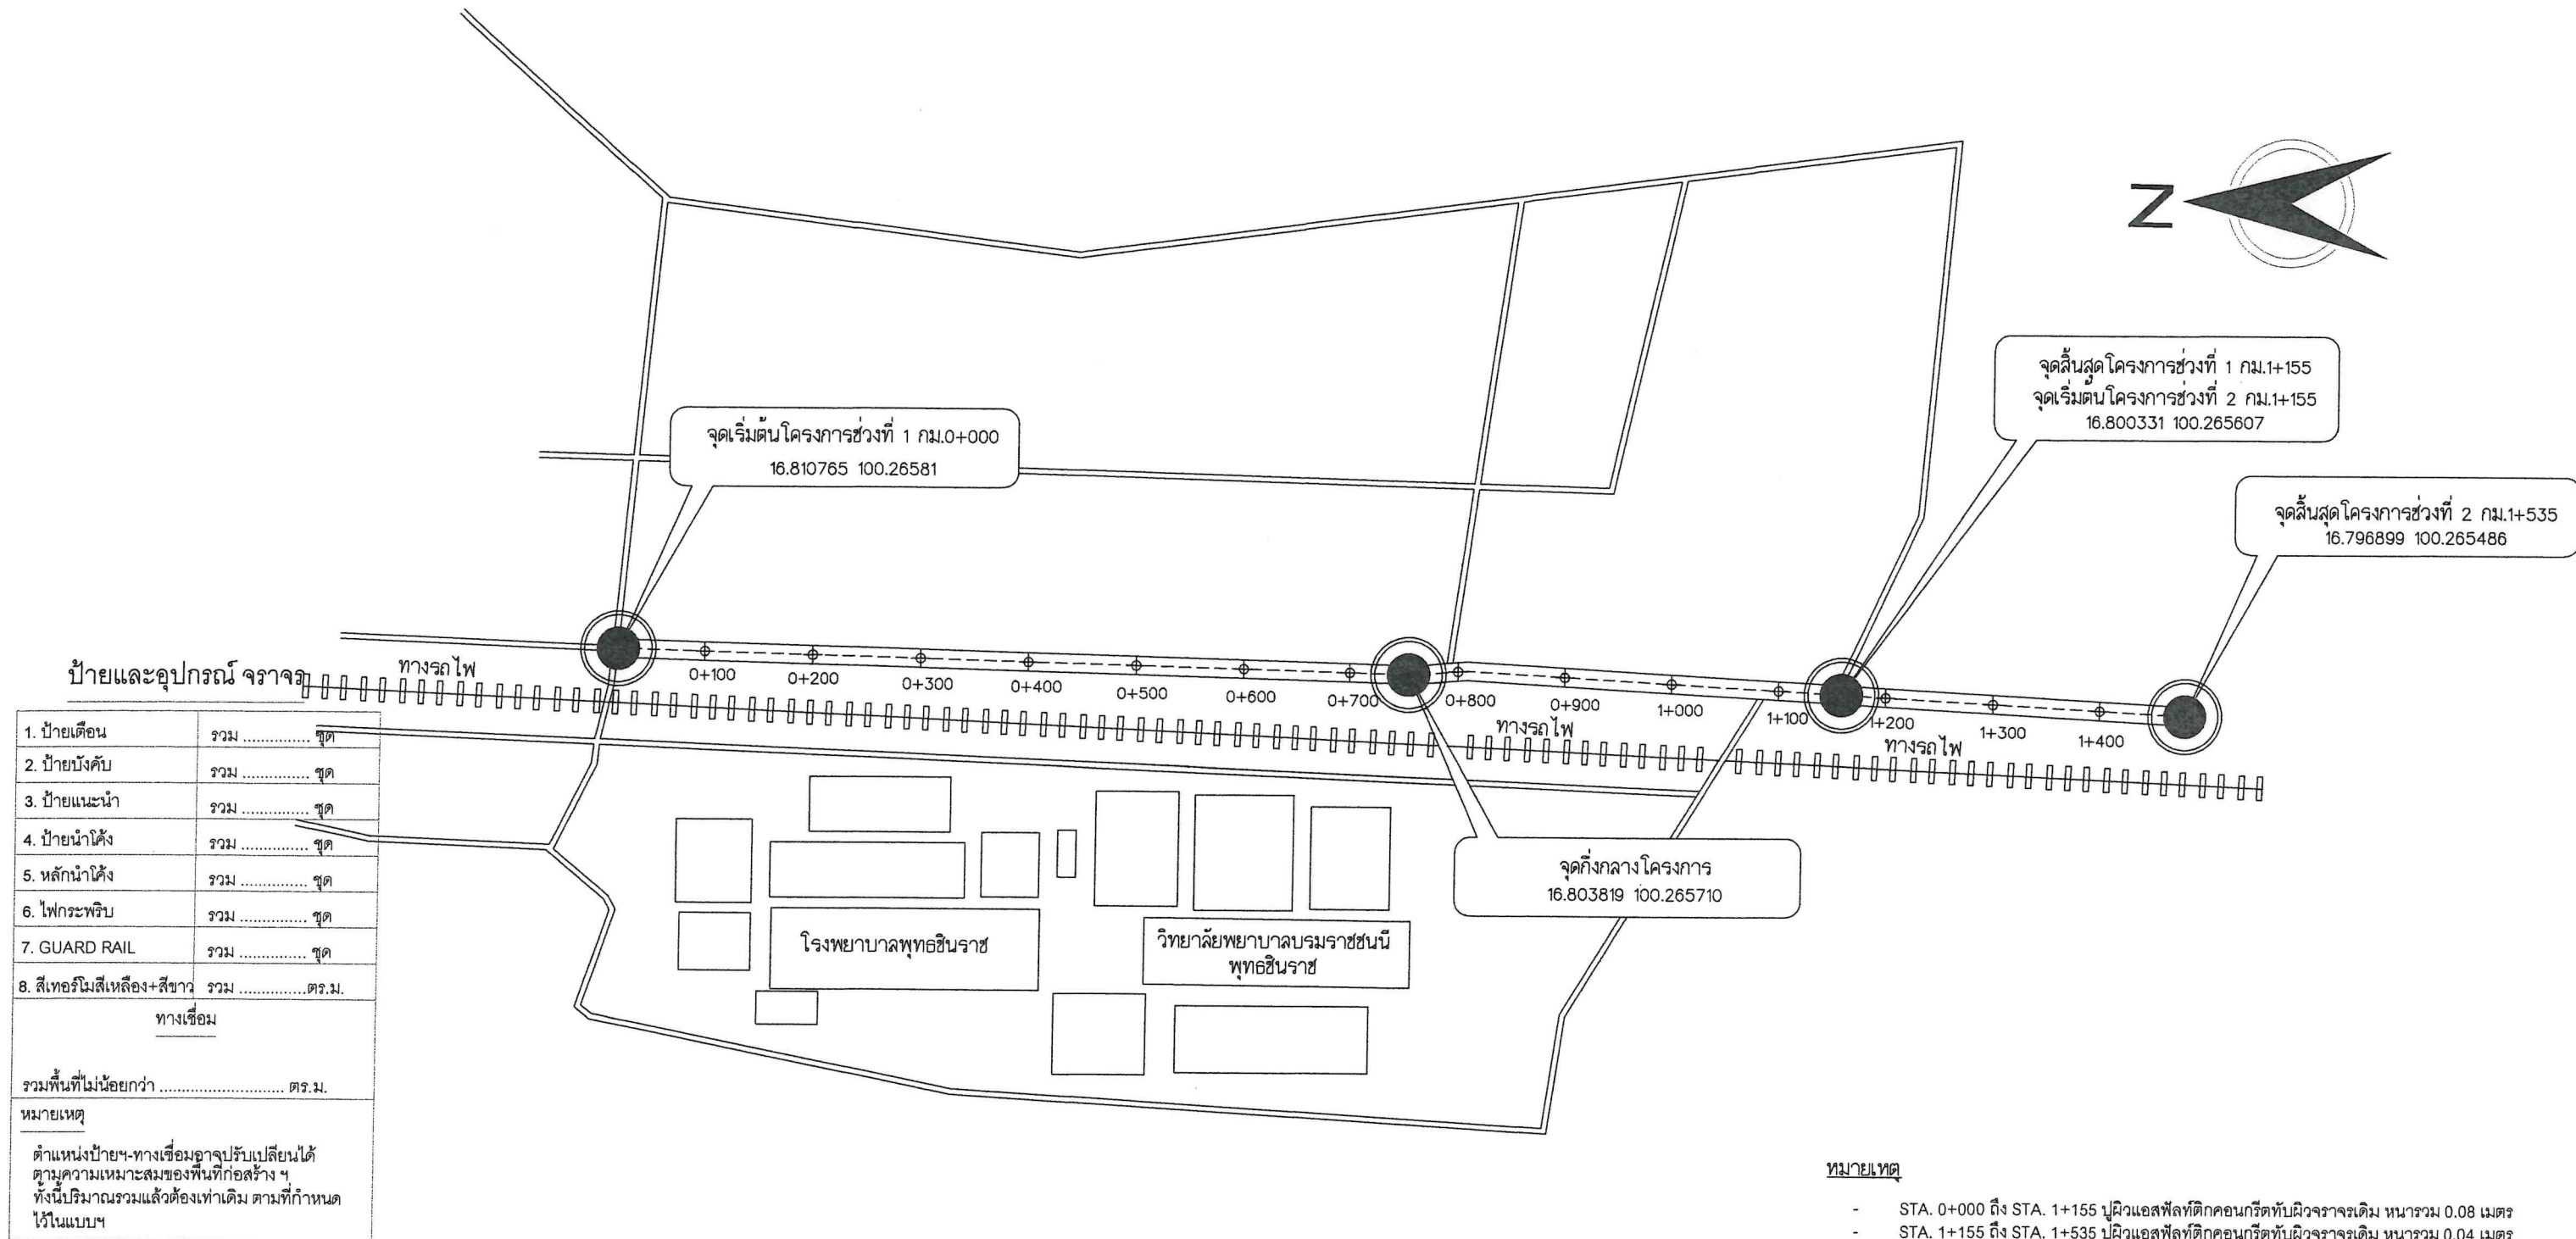 N
จุดสิ้นสุดโครงการช่วงที่ 1 กม.1+155
จุดเริ่มต้นโครงการช่วงที่ 2 กม.1+155
16.800331 100.265607
จุดเริ่มต้นโครงการช่วงที่ 1 กม.0+000
16.810765 100.26581
จุดสิ้นสุดโครงการช่วงที่ 2 กม.1+535
16.796899 100.265486
ทางรถไฟ
0+100
0+200
0+300
0+400
0+500
0+600
0+700
0+800
0+900
1+000
1+100
1+200
1+300
1+400
ทางรถไฟ
ทางรถไฟ
จุดกึ่งกลางโครงการ
16.803819 100.265710
โรงพยาบาลพุทธชินราช
วิทยาลัยพยาบาลบรมราชชนนี
พุทธชินราช
ป้ายและอุปกรณ์ จราจร
1. ป้ายเตือน รวม .............. ชุด
2. ป้ายบังคับ รวม .............. ชุด
3. ป้ายแนะนำ รวม .............. ชุด
4. ป้ายนำโค้ง รวม .............. ชุด
5. หลักนำโค้ง รวม .............. ชุด
6. ไฟกระพริบ รวม .............. ชุด
7. GUARD RAIL รวม .............. ชุด
8. สีเทอร์โมสีเหลือง+สีขาว รวม ..............ตร.ม.
ทางเชื่อม
รวมพื้นที่ไม่น้อยกว่า .......................... ตร.ม.
หมายเหตุ
ตำแหน่งป้ายฯ-ทางเชื่อมอาจปรับเปลี่ยนได้
ตามความเหมาะสมของพื้นที่ก่อสร้าง ฯ
ทั้งนี้ปริมาณรวมแล้วต้องเท่าเดิม ตามที่กำหนด
ไว้ในแบบฯ
หมายเหตุ
- STA. 0+000 ถึง STA. 1+155 ปูผิวแอสฟัลท์ติกคอนกรีตทับผิวจราจรเดิม หนารวม 0.08 เมตร
- STA. 1+155 ถึง STA. 1+535 ปูผิวแอสฟัลท์ติกคอนกรีตทับผิวจราจรเดิม หนารวม 0.04 เมตร